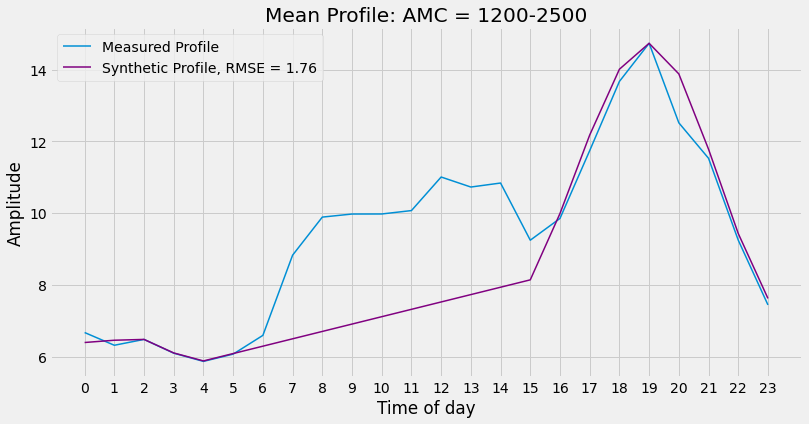 Mean Profile: AMC = 1200-2500
Measured Profile
Synthetic Profile, RMSE = 1.76
14
12
10
8
6
Amplitude
0 1 2 3 4 5 6 7 8 9 10 11 12 13 14 15 16 17 18 19 20 21 22 23
Time of day